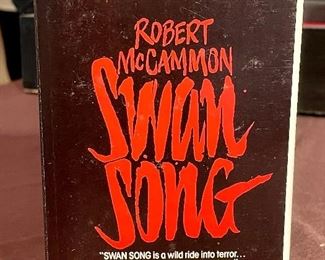 ROBERT
McCAMMON
SWAN
SONG
"SWAN SONG is a wild ride into terror...